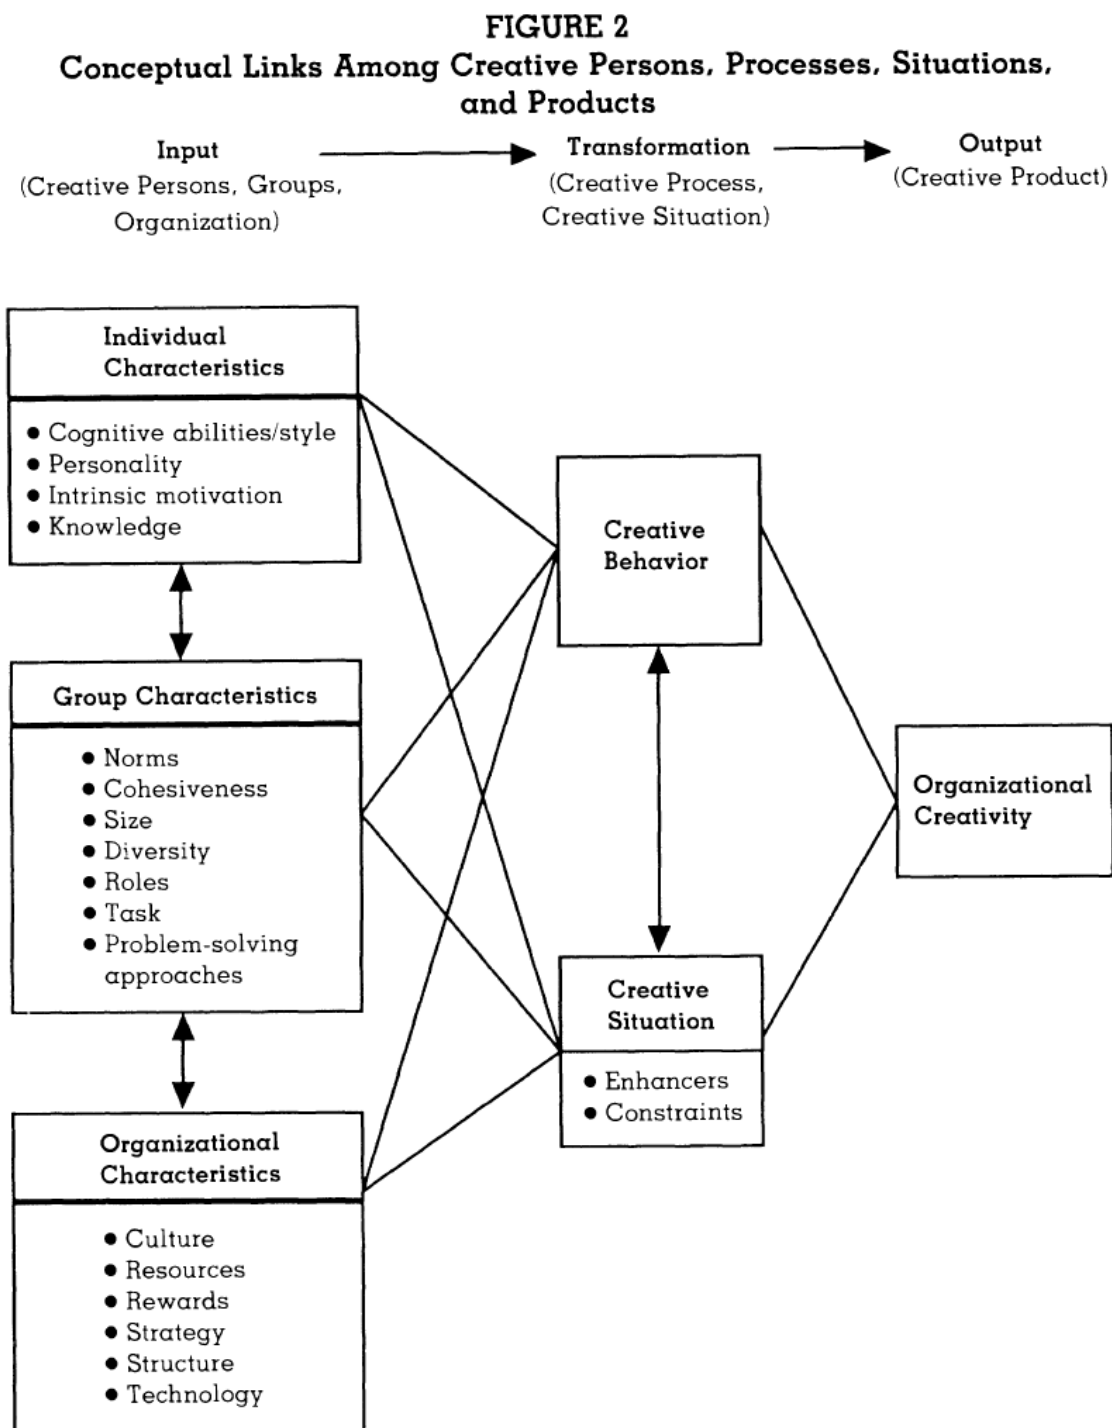 FIGURE 2
Conceptual Links Among Creative Persons, Processes, Situations,
and Products
Input
(Creative Persons, Groups,
Organization)
Transformation
(Creative Process,
Creative Situation)
Output
(Creative Product)
Individual
Characteristics
● Cognitive abilities/style
● Personality
● Intrinsic motivation
● Knowledge
Group Characteristics
● Norms
● Cohesiveness
● Size
● Diversity
● Roles
● Task
● Problem-solving
approaches
Organizational
Characteristics
● Culture
● Resources
● Rewards
● Strategy
● Structure
● Technology
Creative
Behavior
Creative
Situation
● Enhancers
● Constraints
Organizational
Creativity